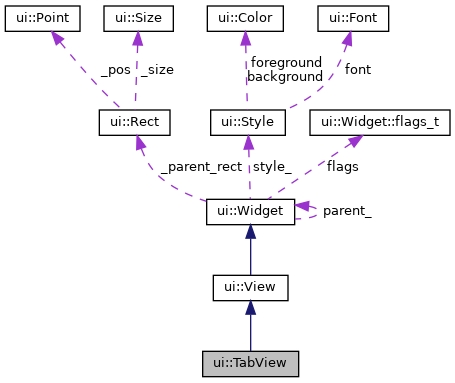 ui::Point
ui::Size
ui::Color
ui::Font
_pos
_size
foreground
background
font
ui::Rect
ui::Style
ui::Widget::flags_t
_parent_rect
style_
flags
ui::Widget
parent_
ui::View
ui::TabView